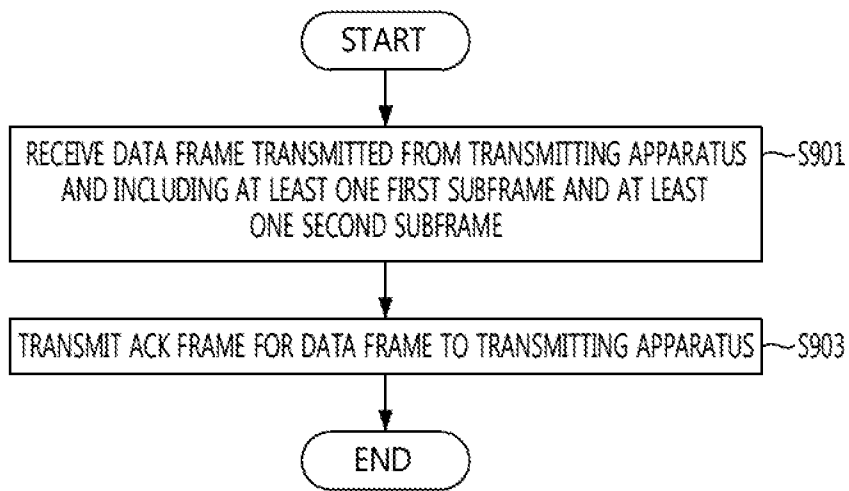 START
RECEIVE DATA FRAME TRANSMITTED FROM TRANSMITTING APPARATUS
AND INCLUDING AT LEAST ONE FIRST SUBFRAME AND AT LEAST
ONE SECOND SUBFRAME
S901
TRANSMIT ACK FRAME FOR DATA FRAME TO TRANSMITTING APPARATUS
S903
END